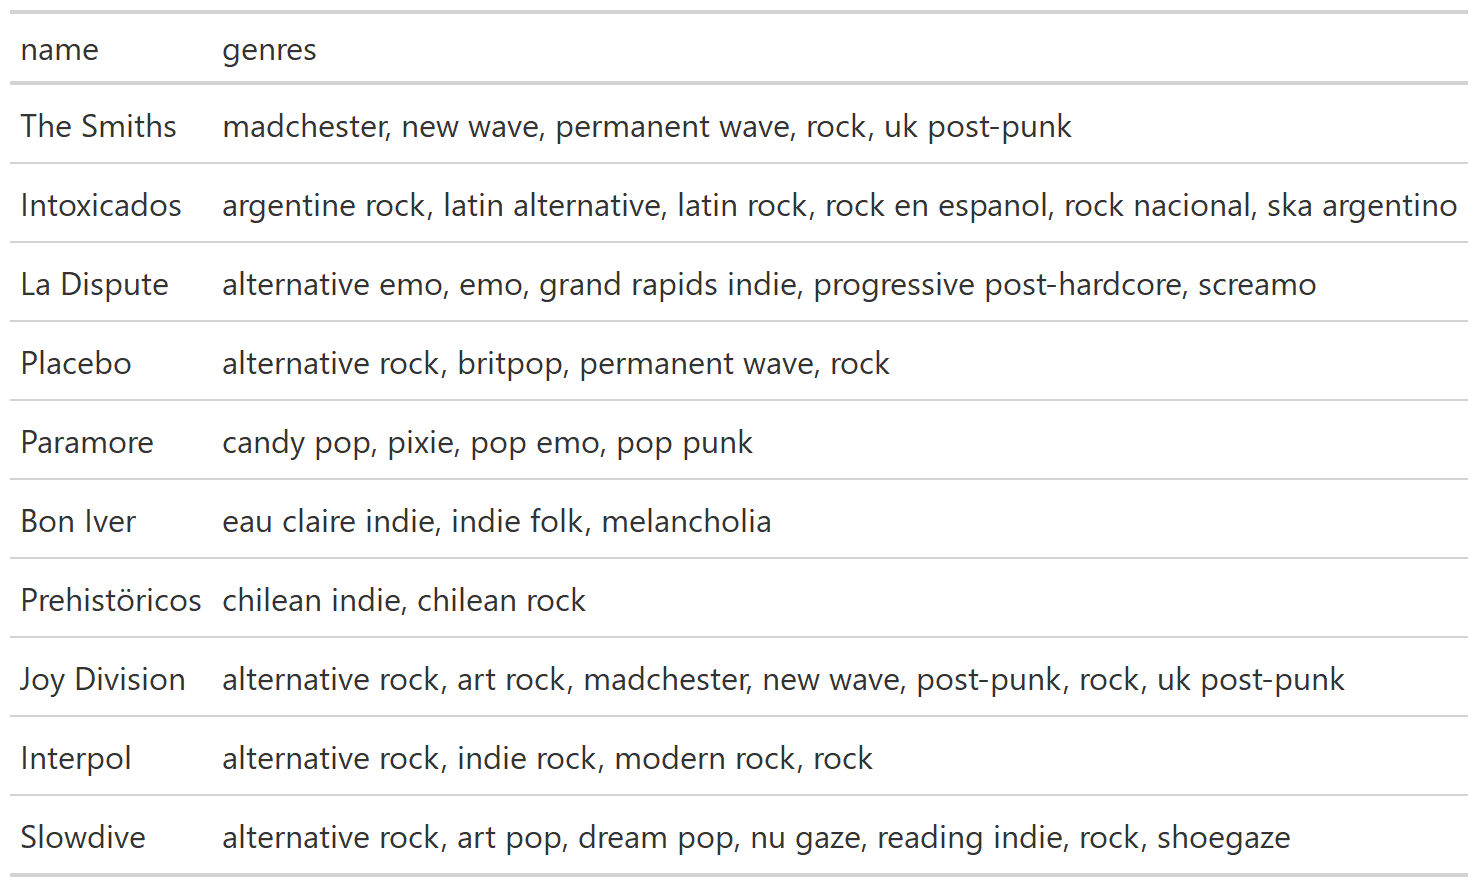 name genres
The Smiths madchester, new wave, permanent wave, rock, uk post-punk
Intoxicados argentine rock, latin alternative, latin rock, rock en espanol, rock nacional, ska argentino
La Dispute alternative emo, emo, grand rapids indie, progressive post-hardcore, screamo
Placebo alternative rock, britpop, permanent wave, rock
Paramore candy pop, pixie, pop emo, pop punk
Bon Iver eau claire indie, indie folk, melancholia
Prehistöricos chilean indie, chilean rock
Joy Division alternative rock, art rock, madchester, new wave, post-punk, rock, uk post-punk
Interpol alternative rock, indie rock, modern rock, rock
Slowdive alternative rock, art pop, dream pop, nu gaze, reading indie, rock, shoegaze